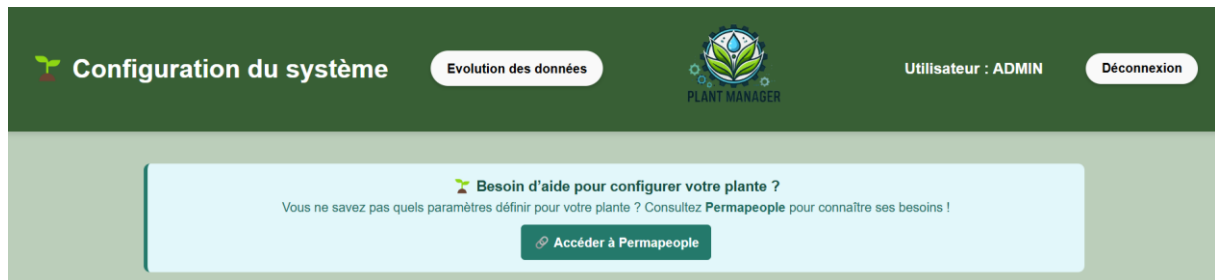 🌱 Configuration du système
Evolution des données
PLANT MANAGER
Utilisateur : ADMIN
Déconnexion
🌱 Besoin d’aide pour configurer votre plante ?
Vous ne savez pas quels paramètres définir pour votre plante ? Consultez Permapeople pour connaître ses besoins !
🔗 Accéder à Permapeople